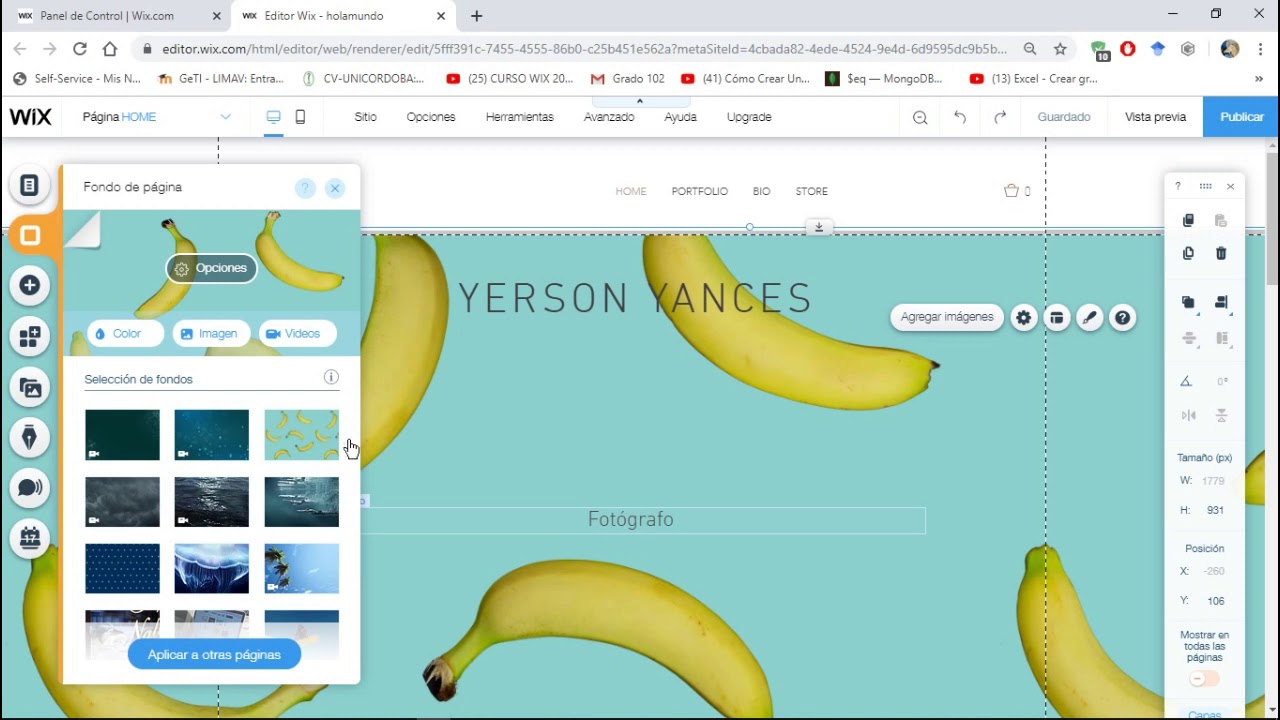 WiX Panel de Control | Wix.com
WiX Editor Wix - holamundo
editor.wix.com/html/editor/web/renderer/edit/5fff391c-7455-4555-86b0-c25b451e562a?metaSiteId=4cbada82-4ede-4524-9e4d-6d9595dc9b5b...
10
Self-Service - Mis N...
GeTI - LIMAV: Entra...
CV-UNICORDOBA:...
(25) CURSO WIX 20...
Grado 102
(41) Cómo Crear Un...
$eq — MongoDB...
(13) Excel - Crear gr...
»
WiX
Página HOME
Sitio
Opciones
Herramientas
Avanzado
Ayuda
Upgrade
Guardado
Vista previa
Publicar
Fondo de página
?
Opciones
Color
Imagen
Videos
Selección de fondos
Aplicar a otras páginas
17
HOME
PORTFOLIO
BIO
STORE
0
YERSON YANCES
Agregar imágenes
?
Fotógrafo
?
0°
Tamaño (px)
W: 1779
H: 931
Posición
X: -260
Y: 106
Mostrar en
todas las
páginas
Capas